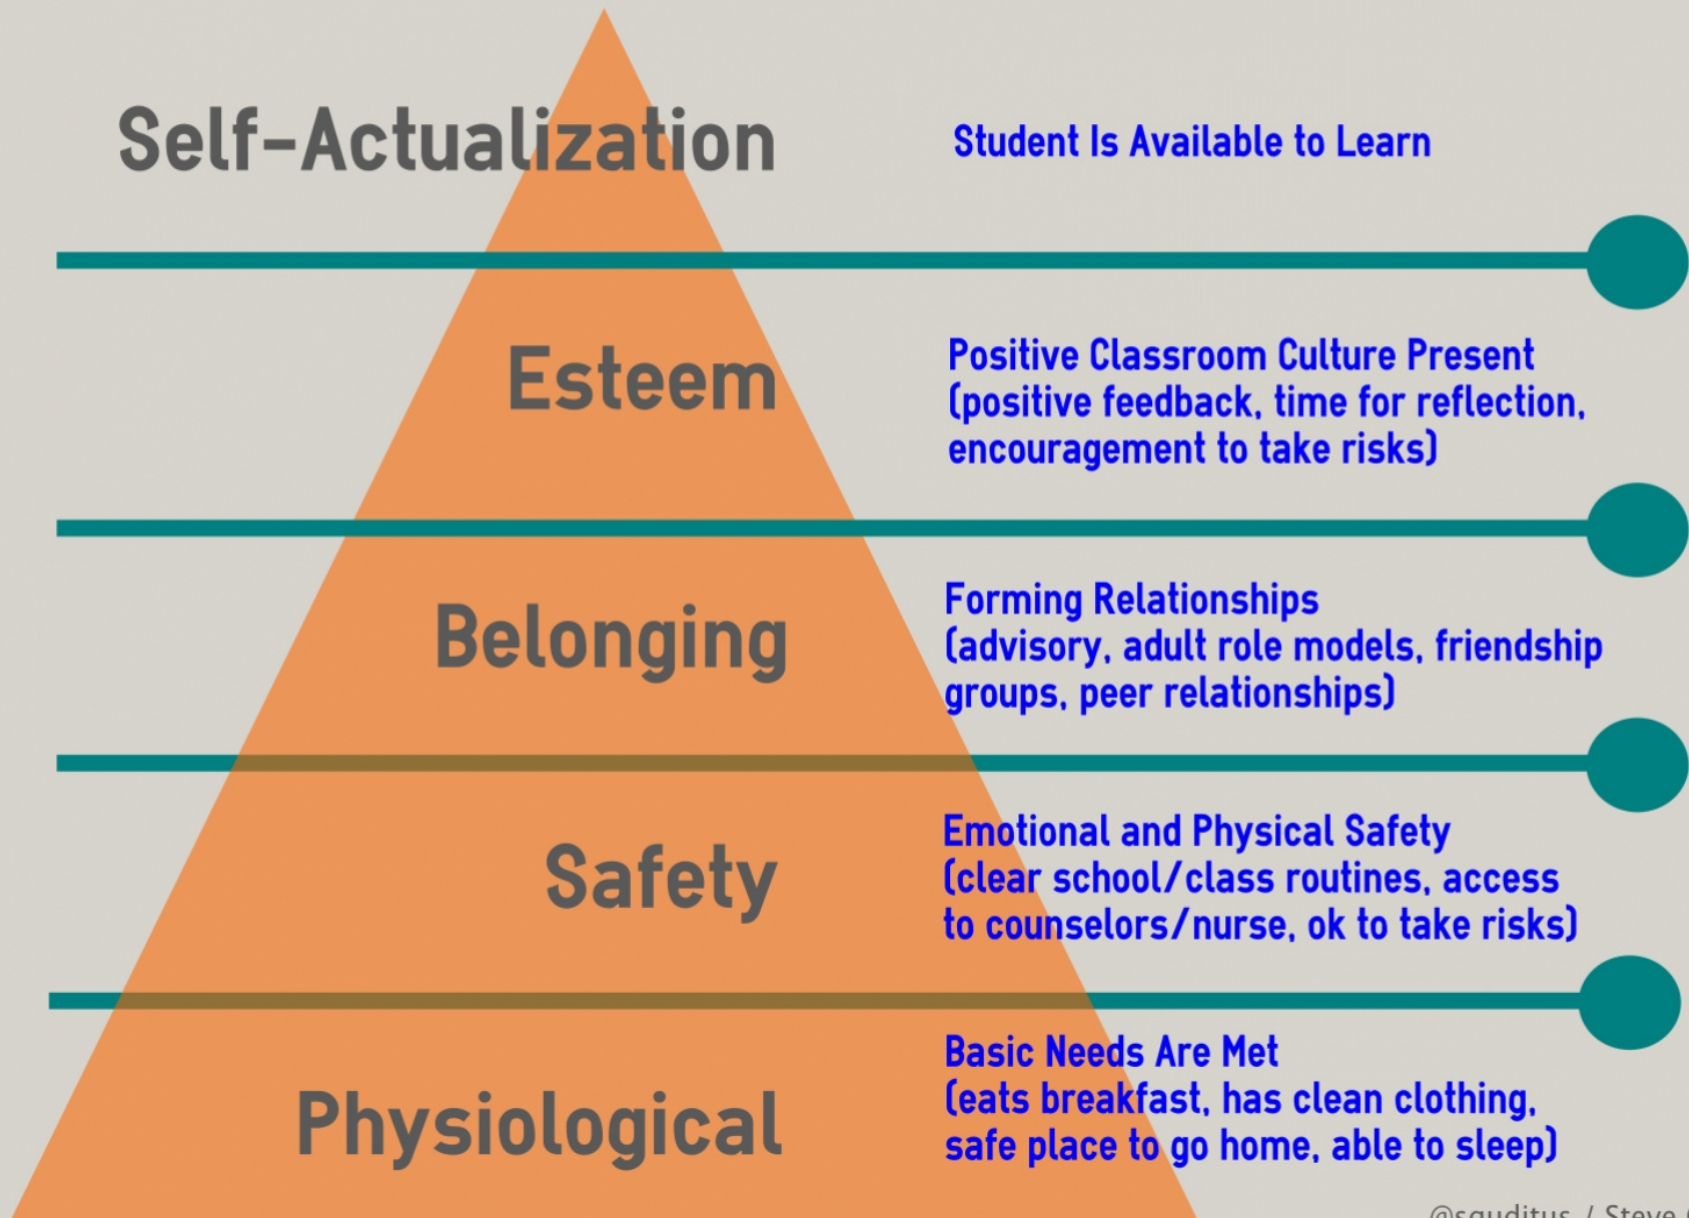 Self-Actualization
Student Is Available to Learn
Esteem
Positive Classroom Culture Present
(positive feedback, time for reflection,
encouragement to take risks)
Belonging
Forming Relationships
(advisory, adult role models, friendship
groups, peer relationships)
Safety
Emotional and Physical Safety
(clear school/class routines, access
to counselors/nurse, ok to take risks)
Physiological
Basic Needs Are Met
(eats breakfast, has clean clothing,
safe place to go home, able to sleep)
@sguditus / Steve